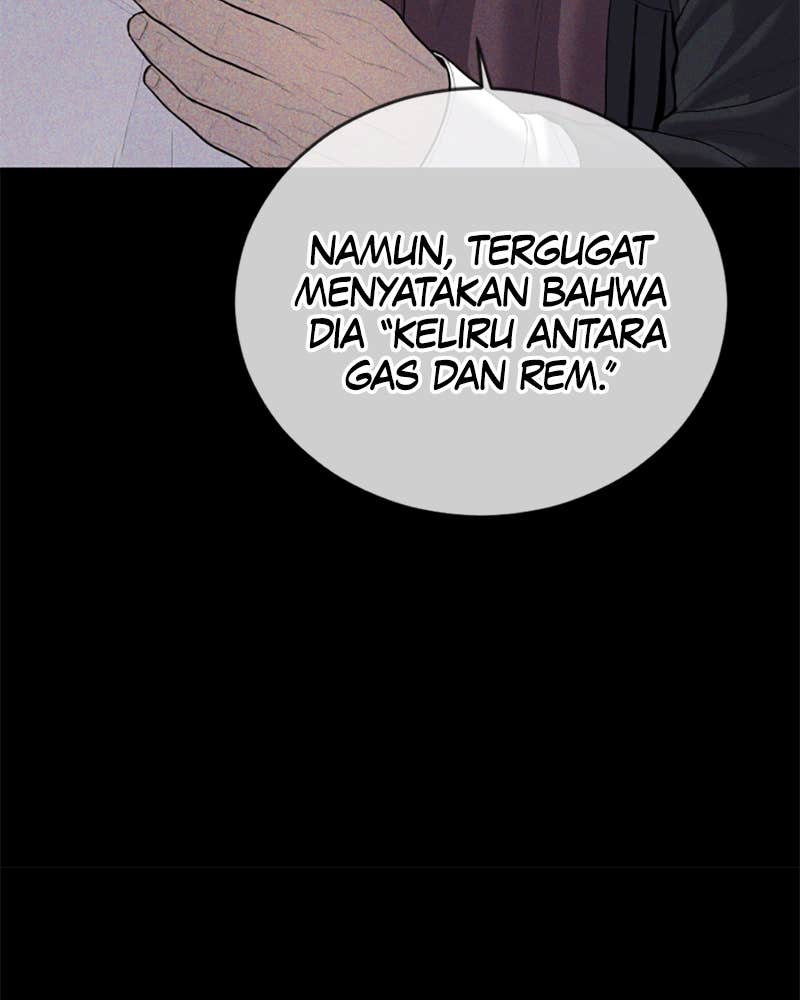 NAMUN, TERGUGAT
MENYATAKAN BAHWA
DIA "KELIRU ANTARA
GAS DAN REM."